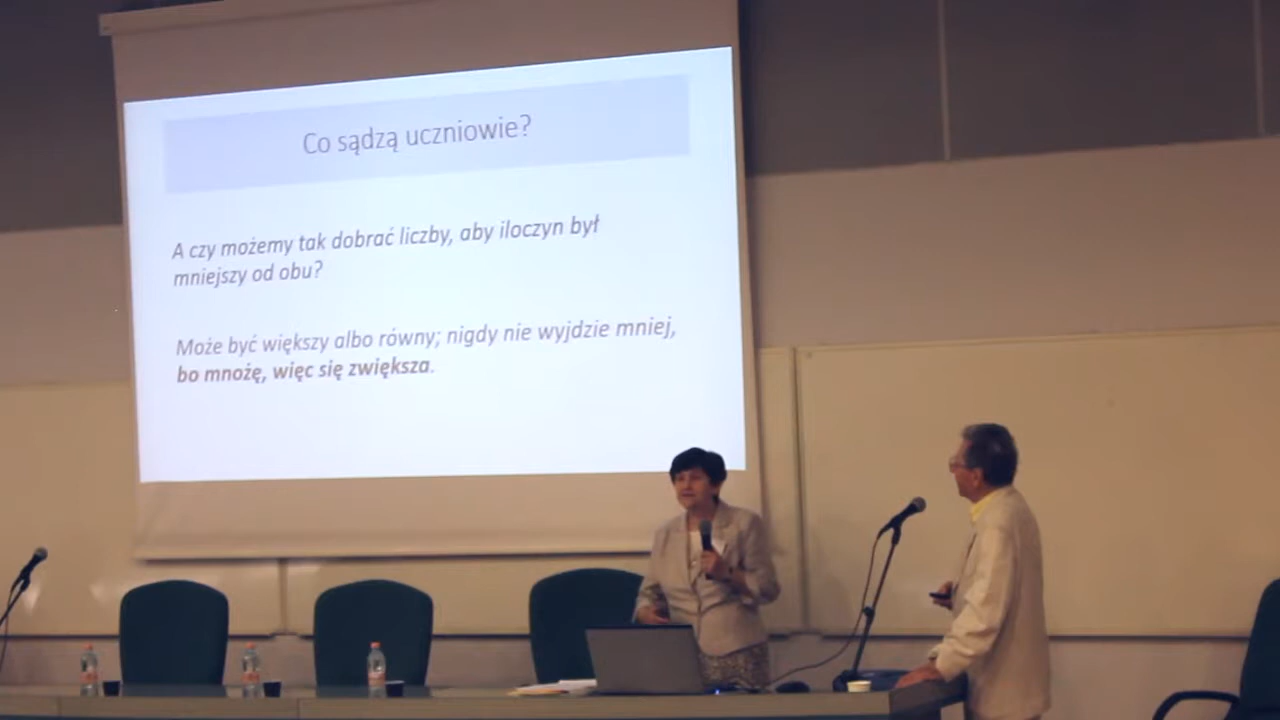 Co sądzą uczniowie?
A czy możemy tak dobrać liczby, aby iloczyn był
mniejszy od obu?
Może być większy albo równy; nigdy nie wyjdzie mniej,
bo mnożę, więc się zwiększa.